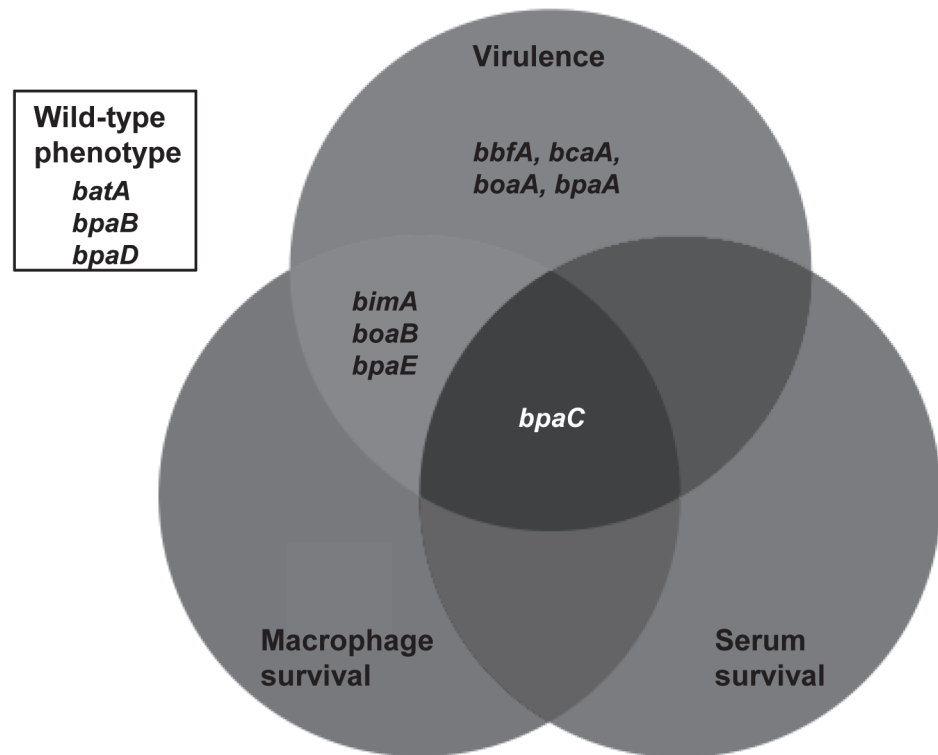 Virulence
Wild-type
phenotype
batA
bpaB
bpaD
bbfA, bcaA,
boaA, bpaA
bimA
boaB
bpaE
bpaC
Macrophage
survival
Serum
survival